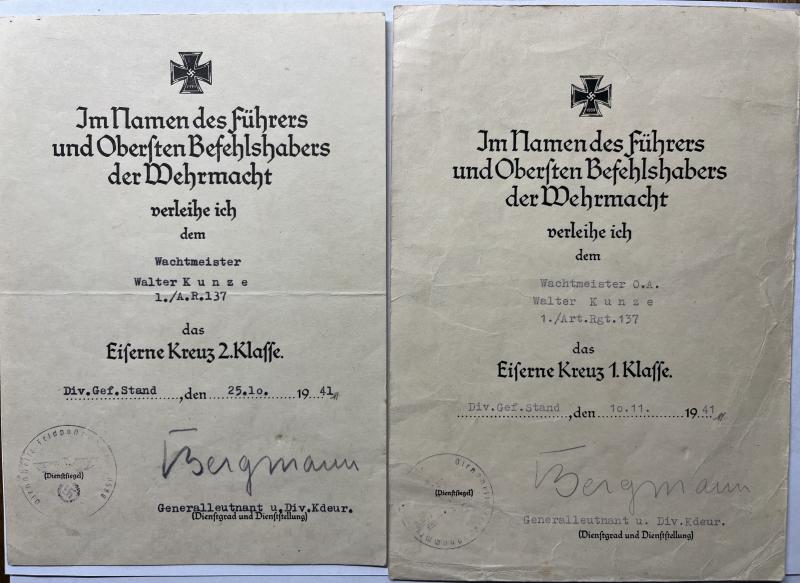 Im Namen des Führers
und Obersten Befehlshabers
der Wehrmacht
verleihe ich
dem
Wachtmeister
Walter K u n z e
1./A.R.137
das
Eiserne Kreuz 2. Klasse.
Div.Gef.Stand, den 25.10. 1941
(Dienstsiegel)
Bergmann
Generalleutnant u. Div.Kdeur.
(Dienstgrad und Dienststellung)
Im Namen des Führers
und Obersten Befehlshabers
der Wehrmacht
verleihe ich
dem
Wachtmeister O.A.
Walter K u n z e
1./Art.Rgt.137
das
Eiserne Kreuz 1. Klasse.
Div.Gef.Stand, den 10.11. 1941
(Dienstsiegel)
Bergmann
Generalleutnant u. Div.Kdeur.
(Dienstgrad und Dienststellung)